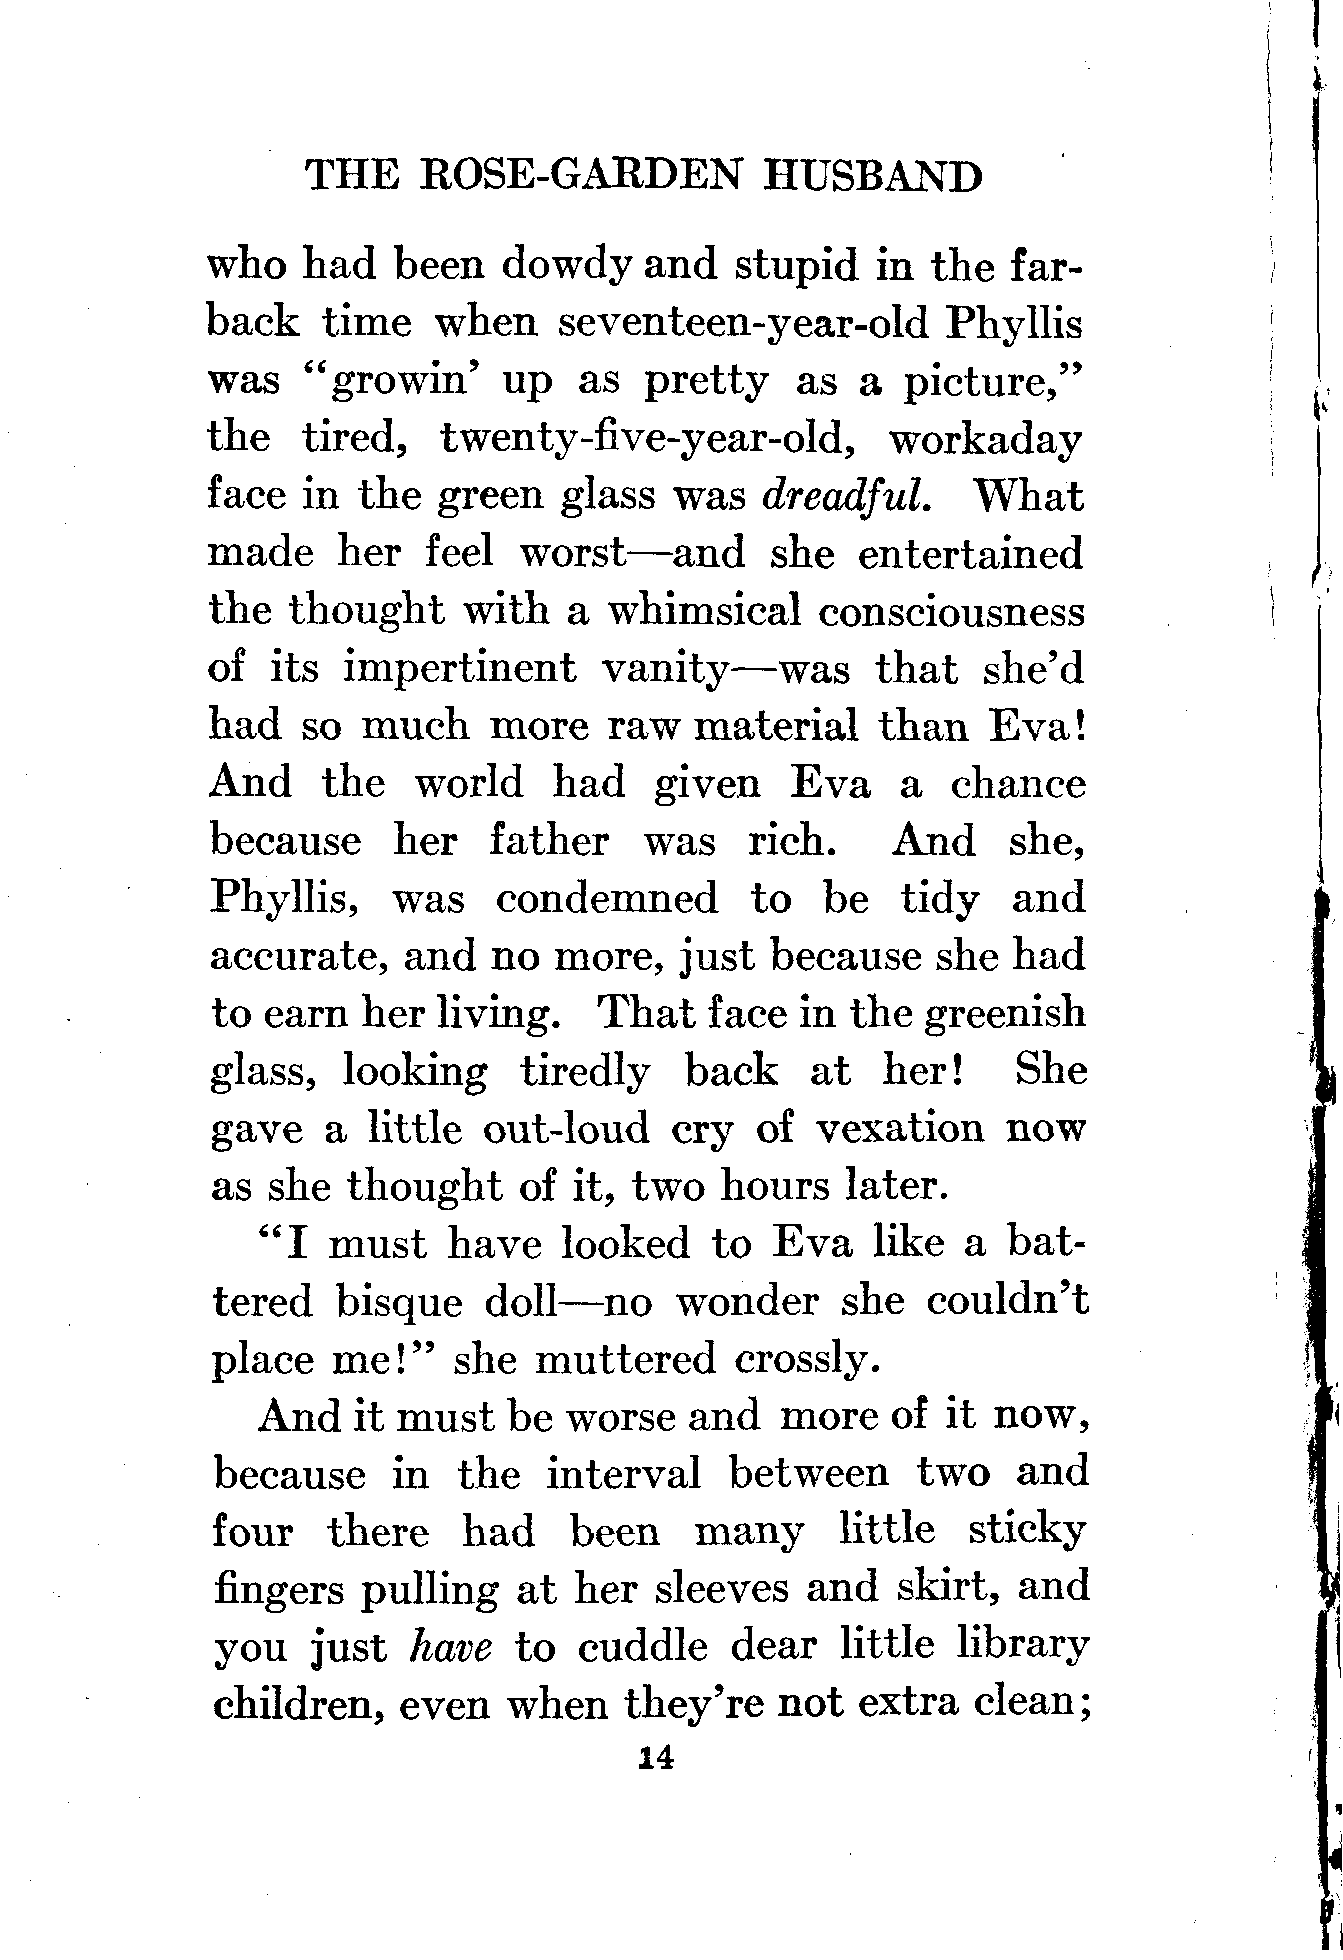 THE ROSE-GARDEN HUSBAND
who had been dowdy and stupid in the far-
back time when seventeen-year-old Phyllis
was “growin’ up as pretty as a picture,”
the tired, twenty-five-year-old, workaday
face in the green glass was dreadful. What
made her feel worst—and she entertained
the thought with a whimsical consciousness
of its impertinent vanity—was that she’d
had so much more raw material than Eva!
And the world had given Eva a chance
because her father was rich. And she,
Phyllis, was condemned to be tidy and
accurate, and no more, just because she had
to earn her living. That face in the greenish
glass, looking tiredly back at her! She
gave a little out-loud cry of vexation now
as she thought of it, two hours later.
“I must have looked to Eva like a bat-
tered bisque doll—no wonder she couldn’t
place me!” she muttered crossly.
And it must be worse and more of it now,
because in the interval between two and
four there had been many little sticky
fingers pulling at her sleeves and skirt, and
you just have to cuddle dear little library
children, even when they’re not extra clean;
14